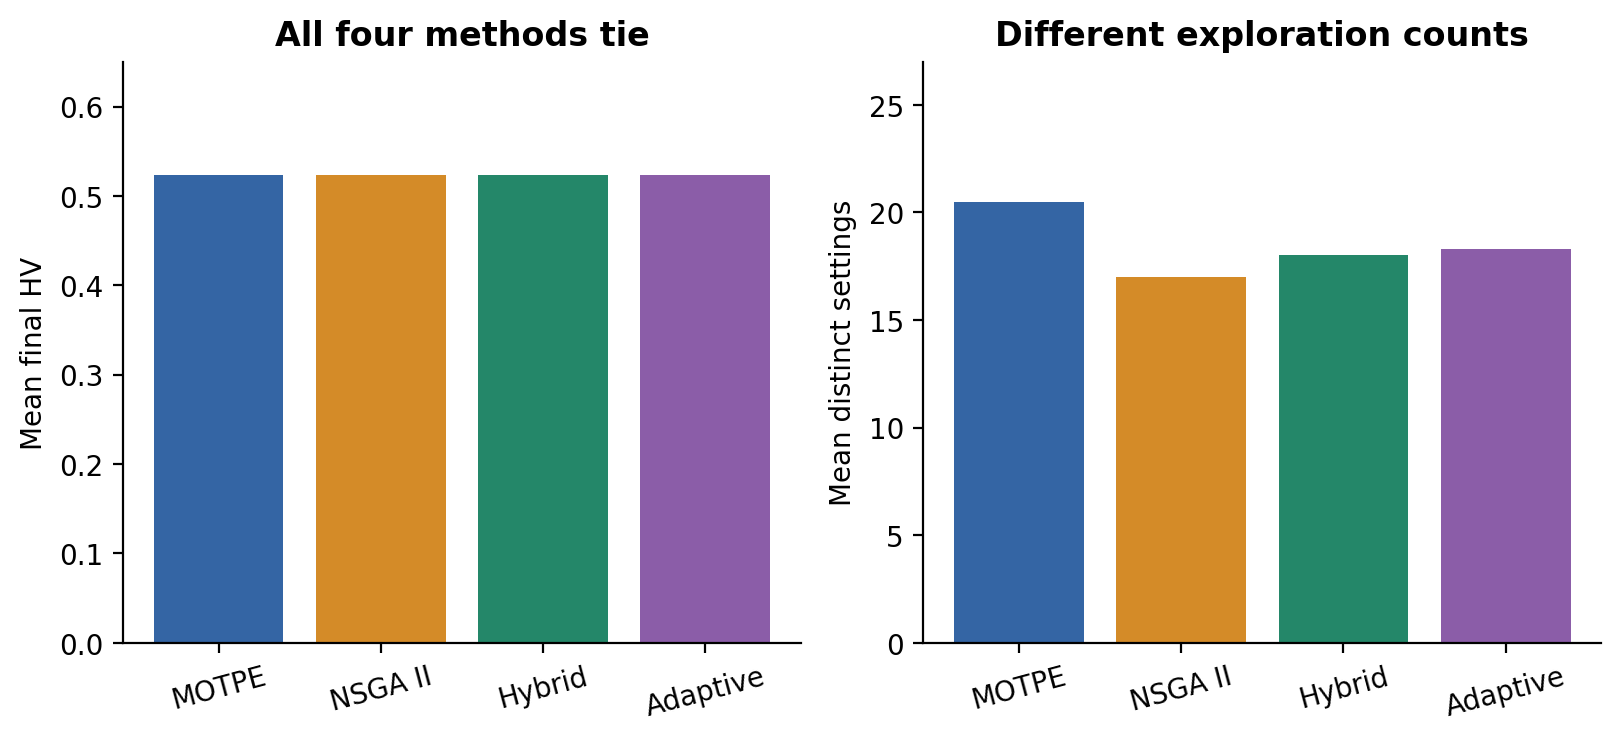 All four methods tie
Mean final HV
0.6
0.5
0.4
0.3
0.2
0.1
0.0
MOTPE
NSGA II
Hybrid
Adaptive
Different exploration counts
Mean distinct settings
25
20
15
10
5
0
MOTPE
NSGA II
Hybrid
Adaptive